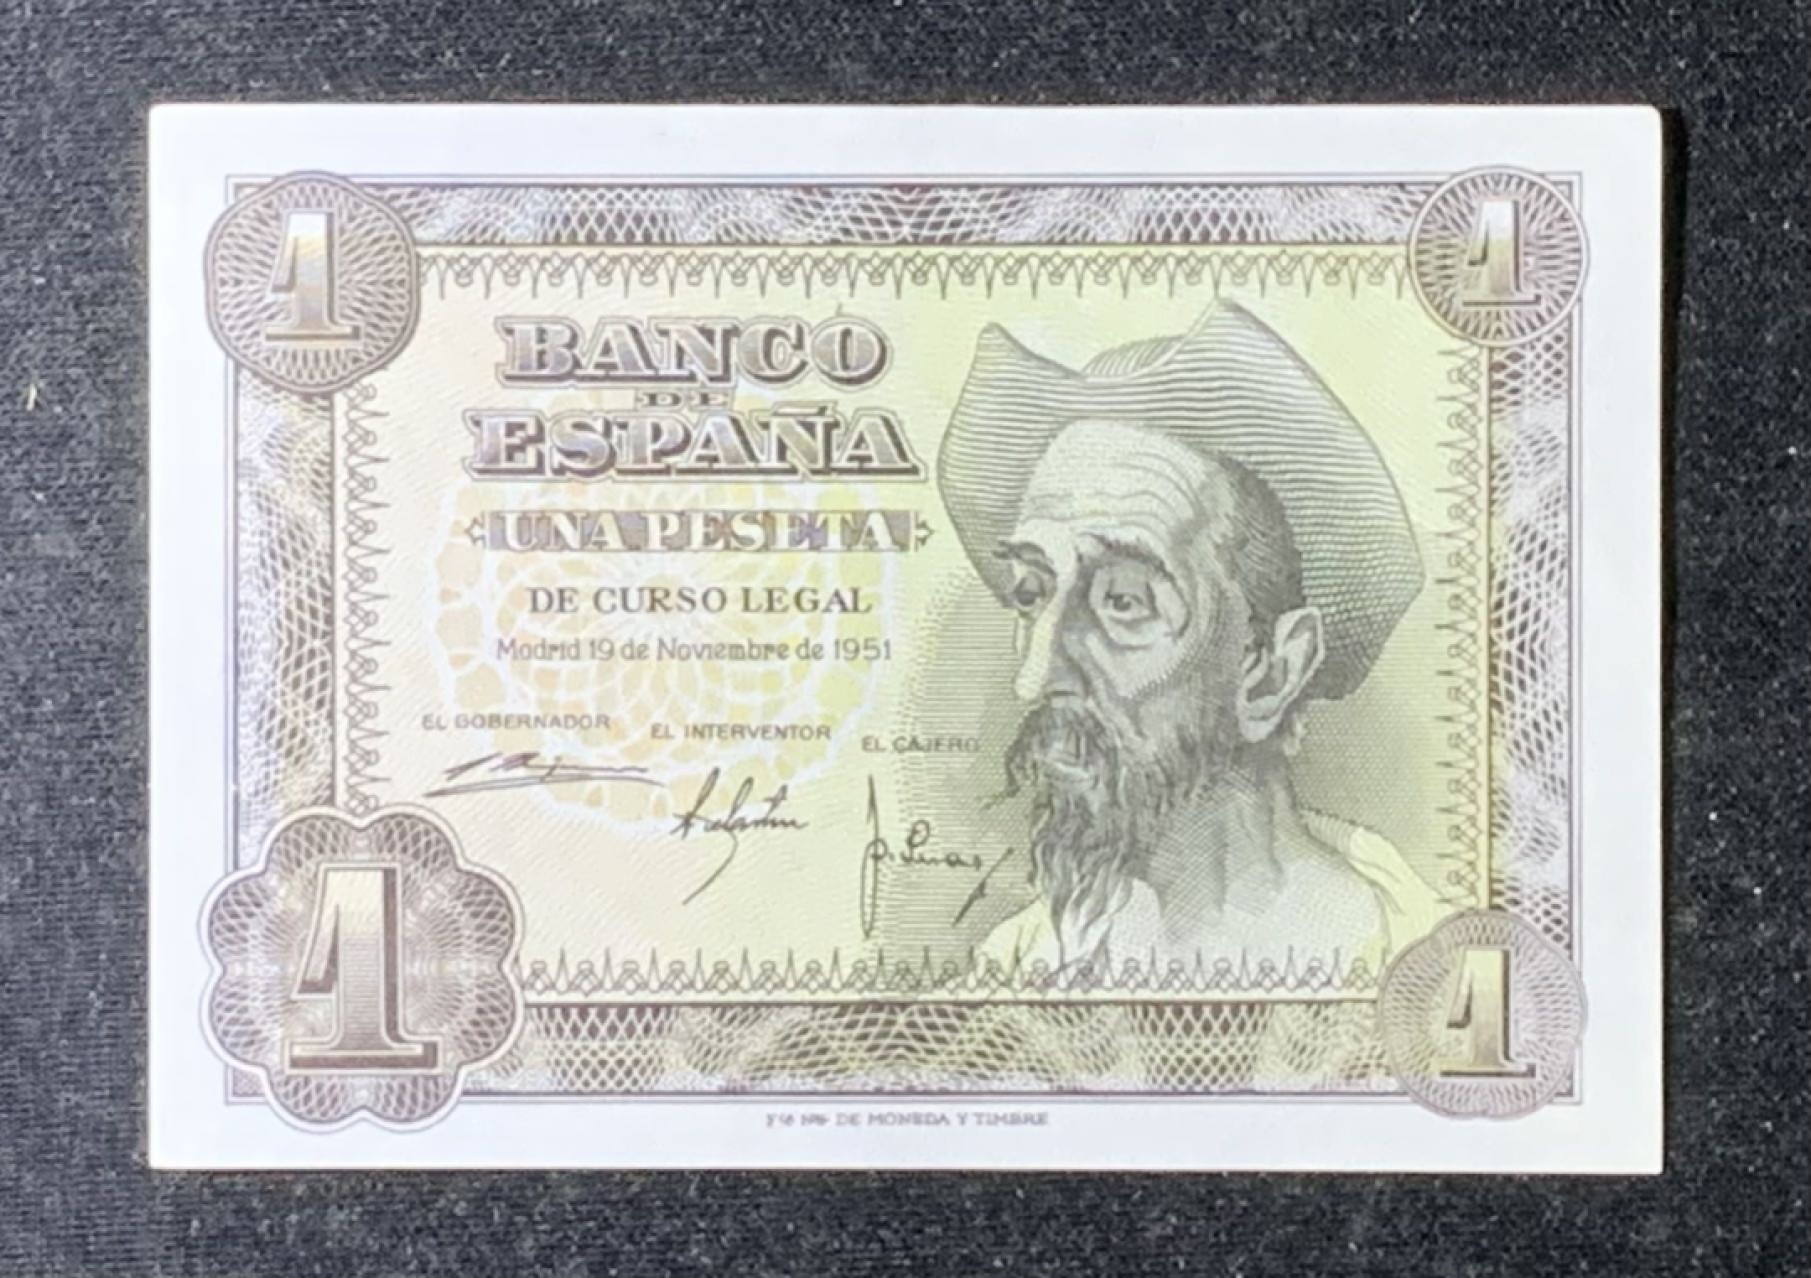 1
1
BANCO
DE
ESPAÑA
UNA PESETA
DE CURSO LEGAL
Madrid 19 de Noviembre de 1951
EL GOBERNADOR EL INTERVENTOR EL CAJERO
1
1
DE MONEDA Y TIMBRE